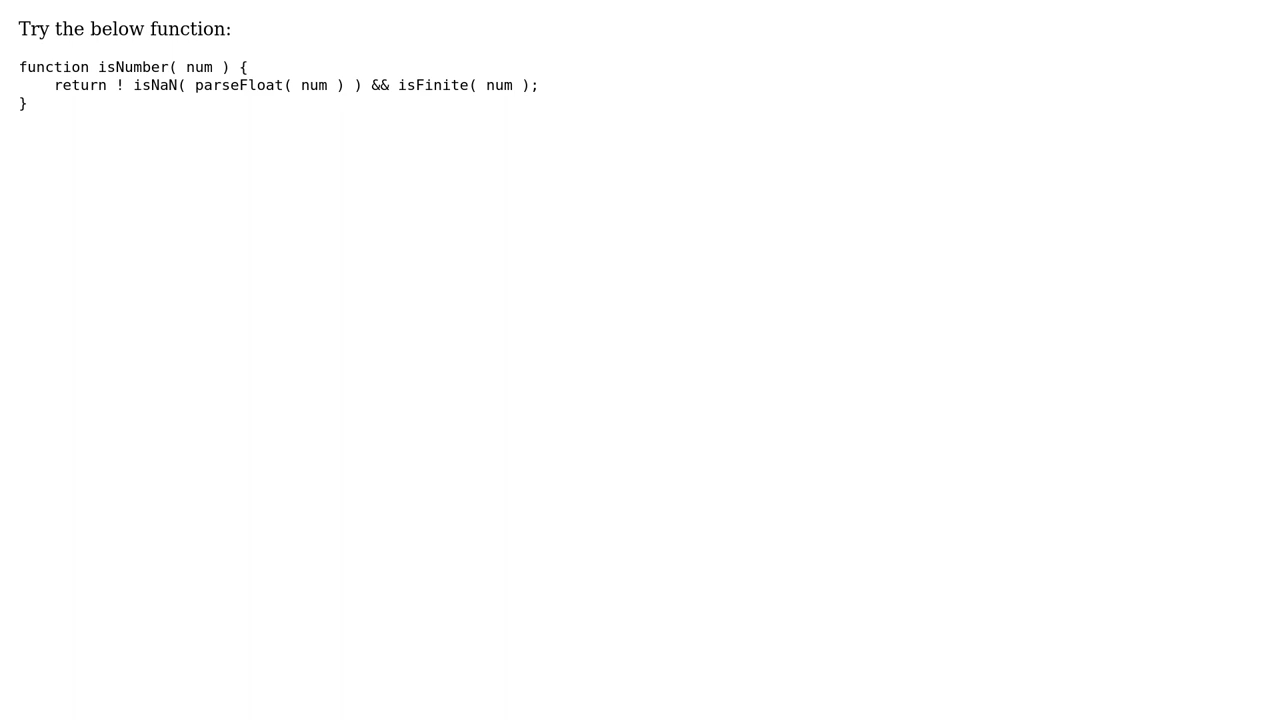 Try the below function:
function isNumber( num ) {
    return ! isNaN( parseFloat( num ) ) && isFinite( num );
}